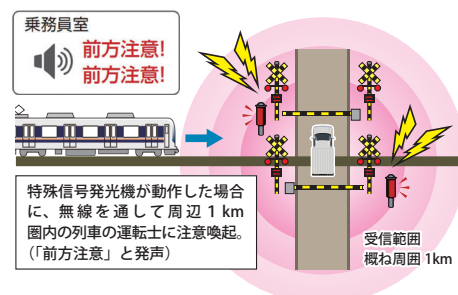 乗務員室
前方注意!
前方注意!
特殊信号発光機が動作した場合
に、無線を通して周辺 1 km
圏内の列車の運転士に注意喚起。
(「前方注意」と発声)
受信範囲
概ね周囲 1km